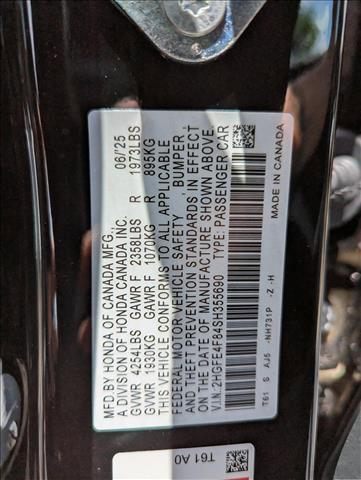 MFD.BY HONDA OF CANADA MFG.,
A DIVISION OF HONDA CANADA INC. 06/'25
GVWR 4254LBS GAWR F 2358LBS R 1973LBS
GVWR 1930KG GAWR F 1070KG R 895KG
THIS VEHICLE CONFORMS TO ALL APPLICABLE
FEDERAL MOTOR VEHICLE SAFETY , BUMPER,
AND THEFT PREVENTION STANDARDS IN EFFECT
ON THE DATE OF MANUFACTURE SHOWN ABOVE.
V.I.N.:2HGFE4F84SH355690 TYPE:PASSENGER CAR
T61 S AJ5 -NH731P -Z -H
MADE IN CANADA
T61 A0